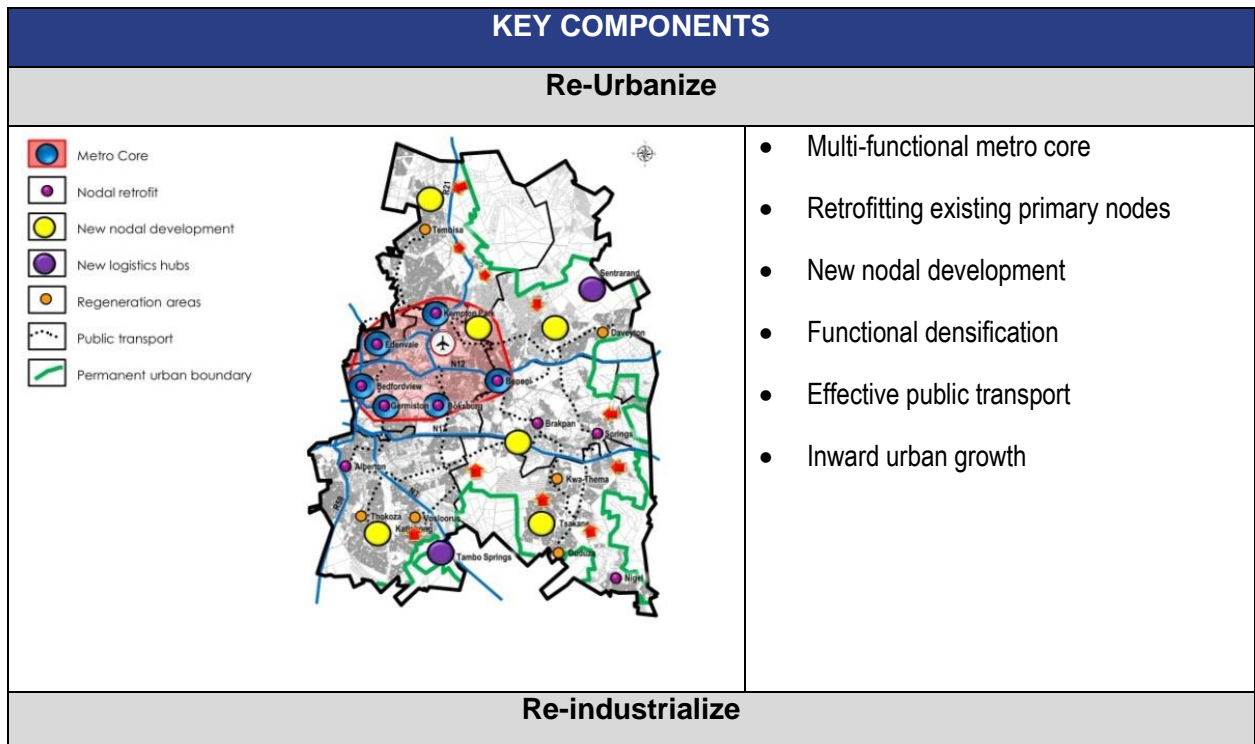 KEY COMPONENTS
Re-Urbanize
Metro Core
Nodal retrofit
New nodal development
New logistics hubs
Regeneration areas
Public transport
Permanent urban boundary
R21
Tembisa
Sentrarand
Kempton Park
Daveyton
Edenvale
N12
Bedfordview
Benoni
Germiston
Boksburg
Brakpan
Springs
Alberton
Kwa-Thema
R59
Thokoza
Vosloorus
Tsakane
Tambo Springs
Duduza
Nigel
• Multi-functional metro core
• Retrofitting existing primary nodes
• New nodal development
• Functional densification
• Effective public transport
• Inward urban growth
Re-industrialize